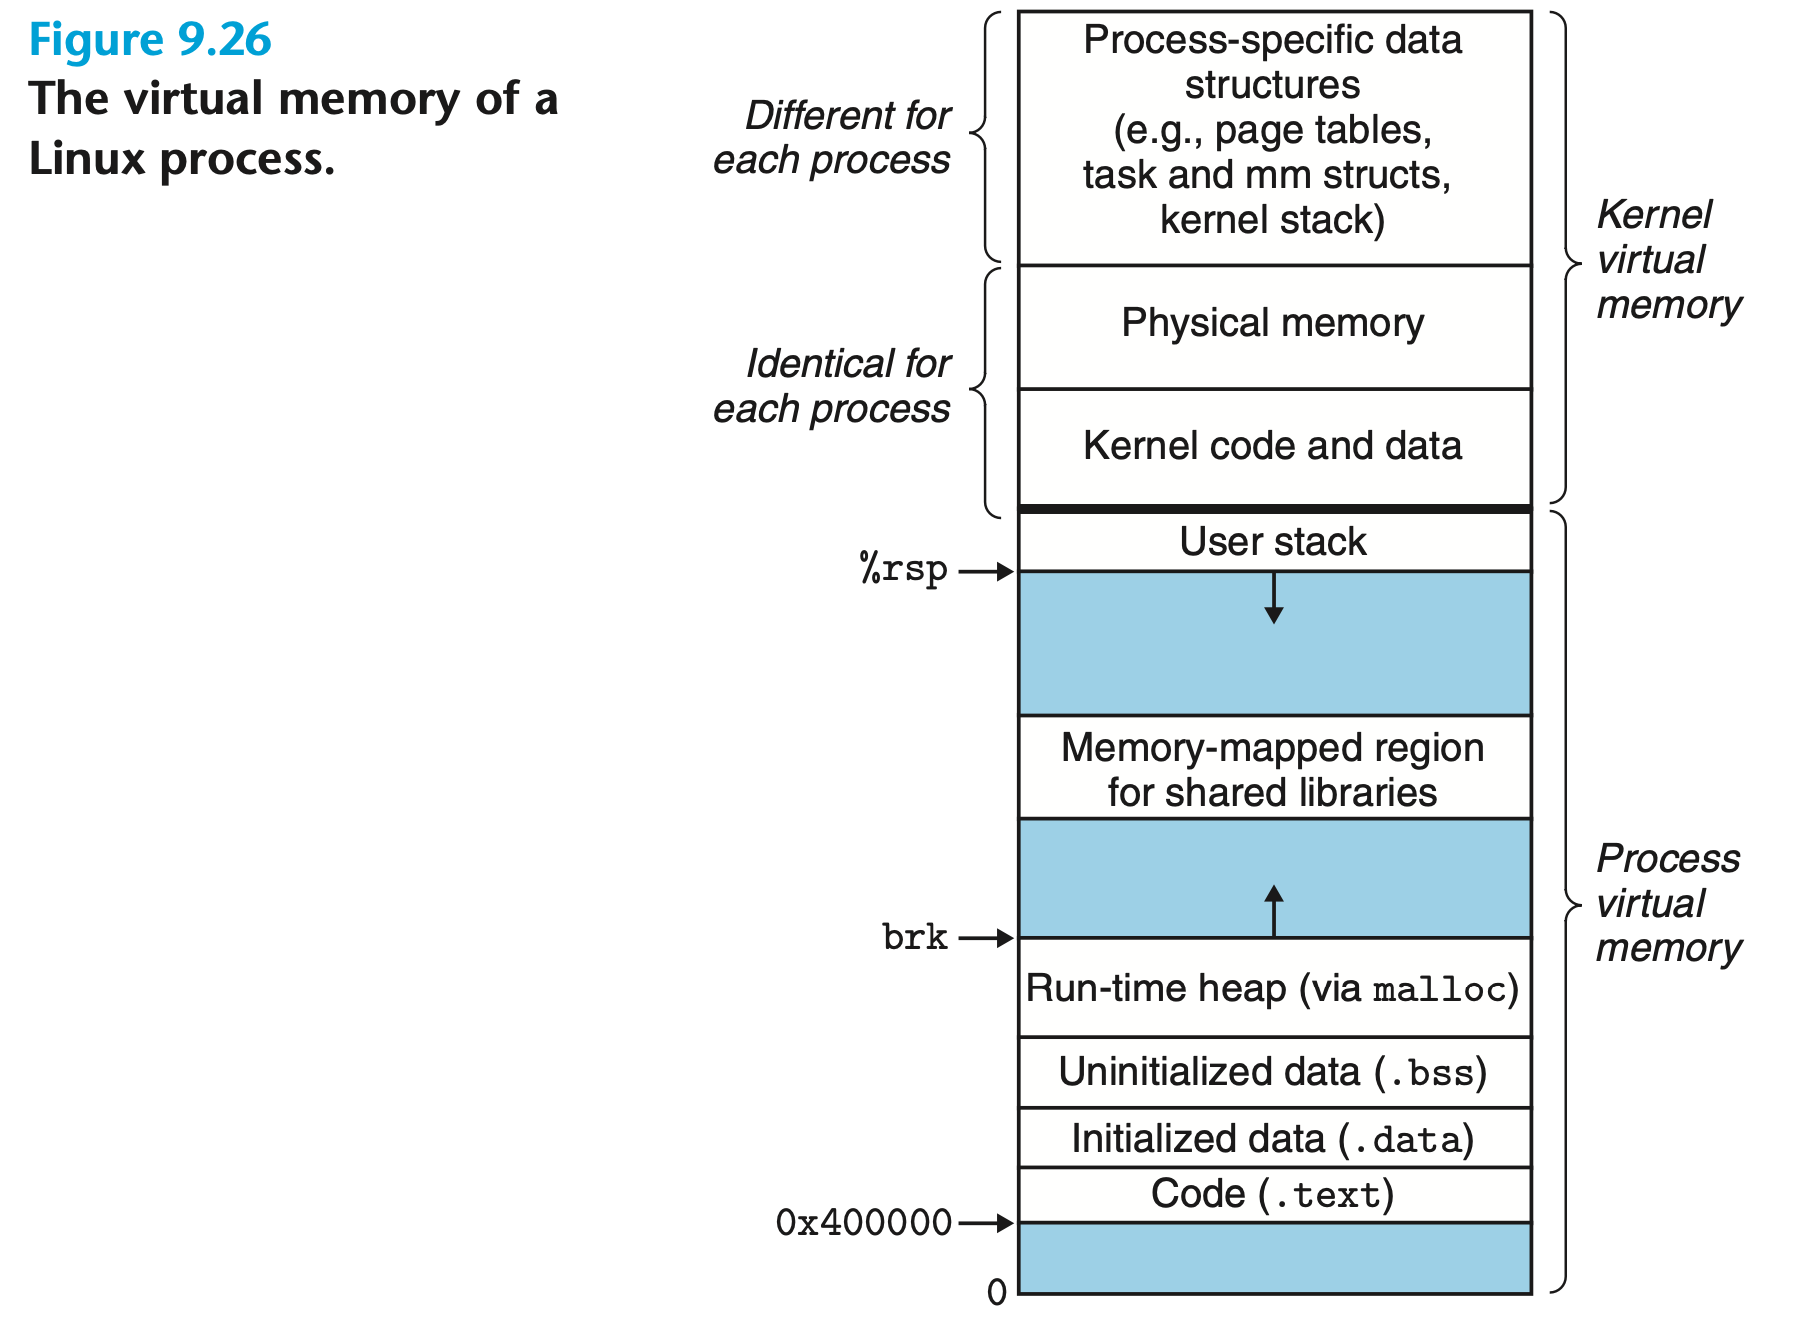 Figure 9.26
The virtual memory of a
Linux process.
Different for
each process
Process-specific data
structures
(e.g., page tables,
task and mm structs,
kernel stack)
Kernel
virtual
memory
Identical for
each process
Physical memory
Kernel code and data
User stack
%rsp
Memory-mapped region
for shared libraries
Process
virtual
memory
brk
Run-time heap (via malloc)
Uninitialized data (.bss)
Initialized data (.data)
Code (.text)
0x400000
0